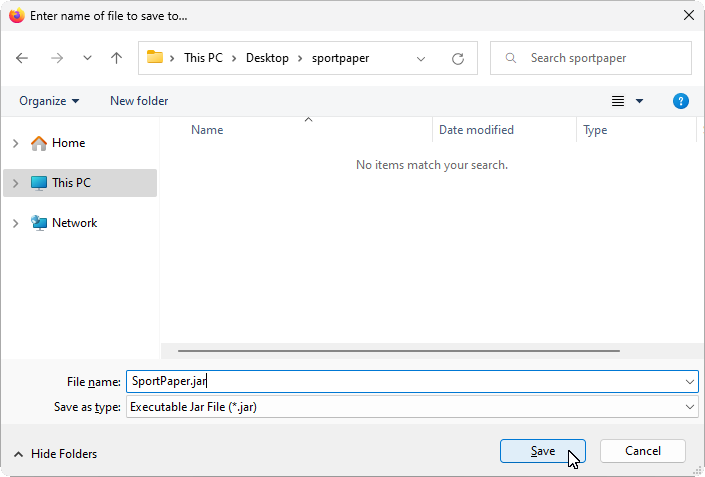 Enter name of file to save to...
This PC > Desktop > sportpaper
Search sportpaper
Organize
New folder
?
Name
Date modified
Type
Home
This PC
Network
No items match your search.
File name: SportPaper.jar
Save as type: Executable Jar File (*.jar)
Hide Folders
Save
Cancel